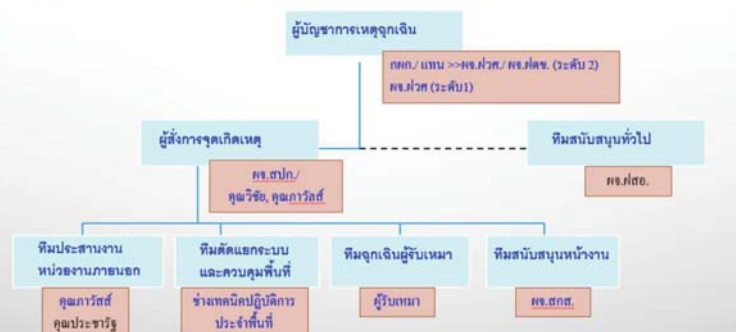 ผู้บัญชาการเหตุฉุกเฉิน
กผก./ แทน >>ผจ.ฝวศ./ ผจ.ฝตข. (ระดับ 2)
ผจ.ฝวศ (ระดับ1)
ผู้สั่งการจุดเกิดเหตุ
ทีมสนับสนุนทั่วไป
ผจ.สปก./
คุณวิชัย, คุณภาวัสส์
ผจ.ฝสอ.
ทีมประสานงาน
หน่วยงานภายนอก
ทีมตัดแยกระบบ
และควบคุมพื้นที่
ทีมฉุกเฉินผู้รับเหมา
ทีมสนับสนุนหน้างาน
คุณภาวัสส์
คุณประชารัฐ
ช่างเทคนิคปฏิบัติการ
ประจำพื้นที่
ผู้รับเหมา
ผจ.สกส.